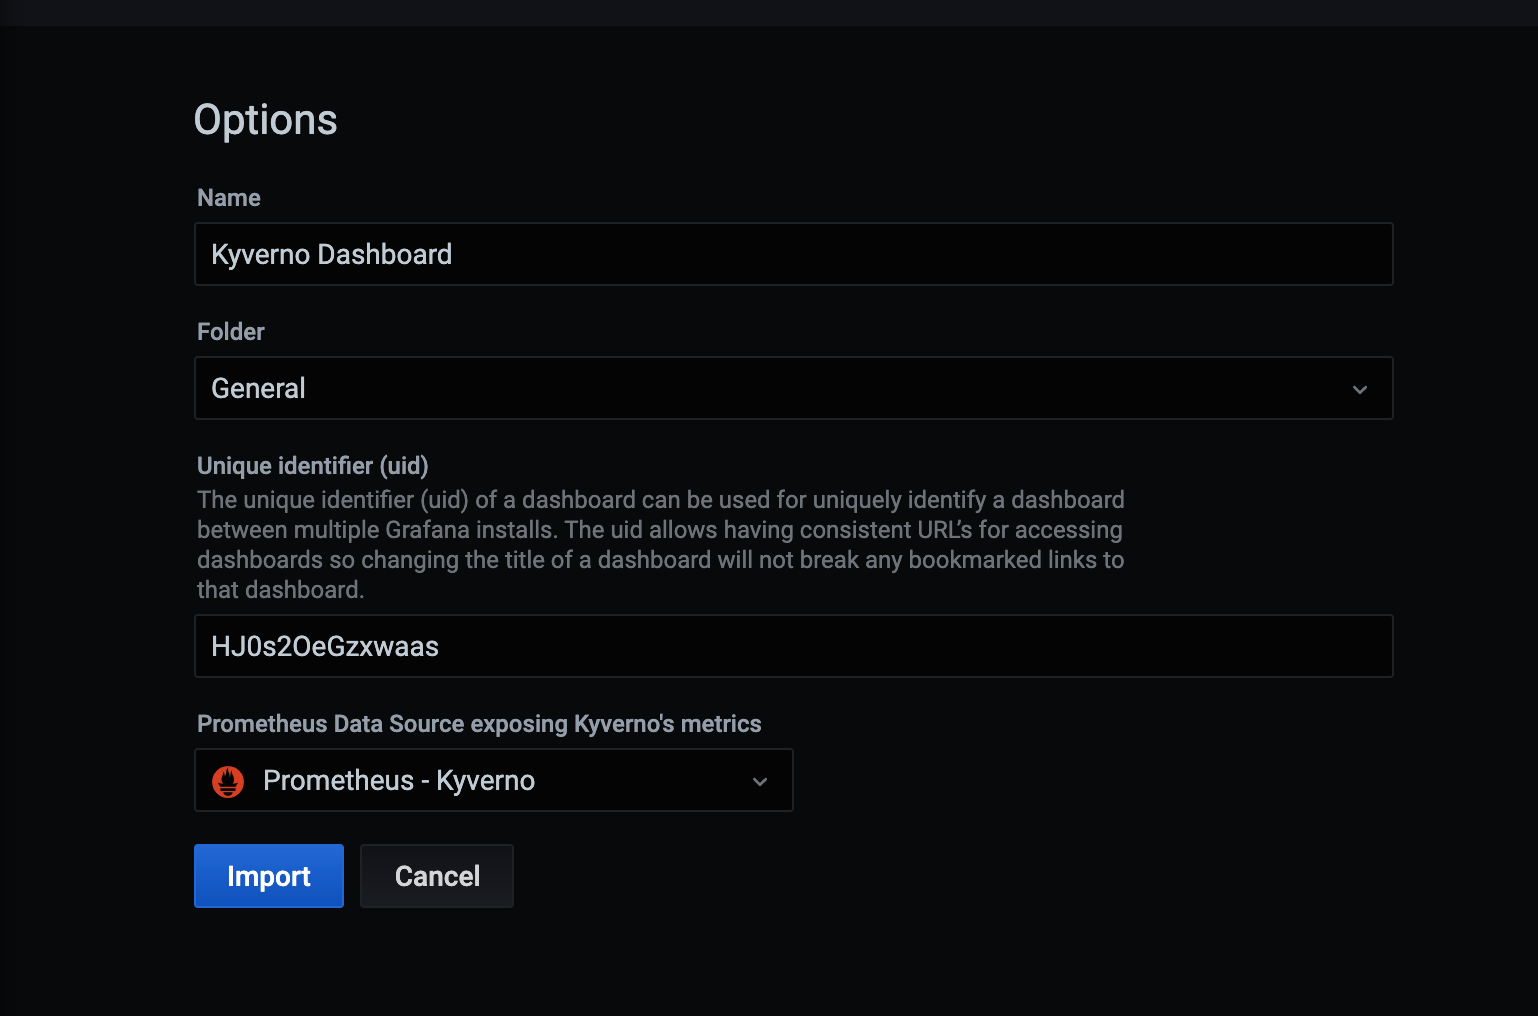 Options
Name
Kyverno Dashboard
Folder
General
Unique identifier (uid)
The unique identifier (uid) of a dashboard can be used for uniquely identify a dashboard
between multiple Grafana installs. The uid allows having consistent URL’s for accessing
dashboards so changing the title of a dashboard will not break any bookmarked links to
that dashboard.
HJ0s2OeGzxwaas
Prometheus Data Source exposing Kyverno's metrics
Prometheus - Kyverno
Import Cancel